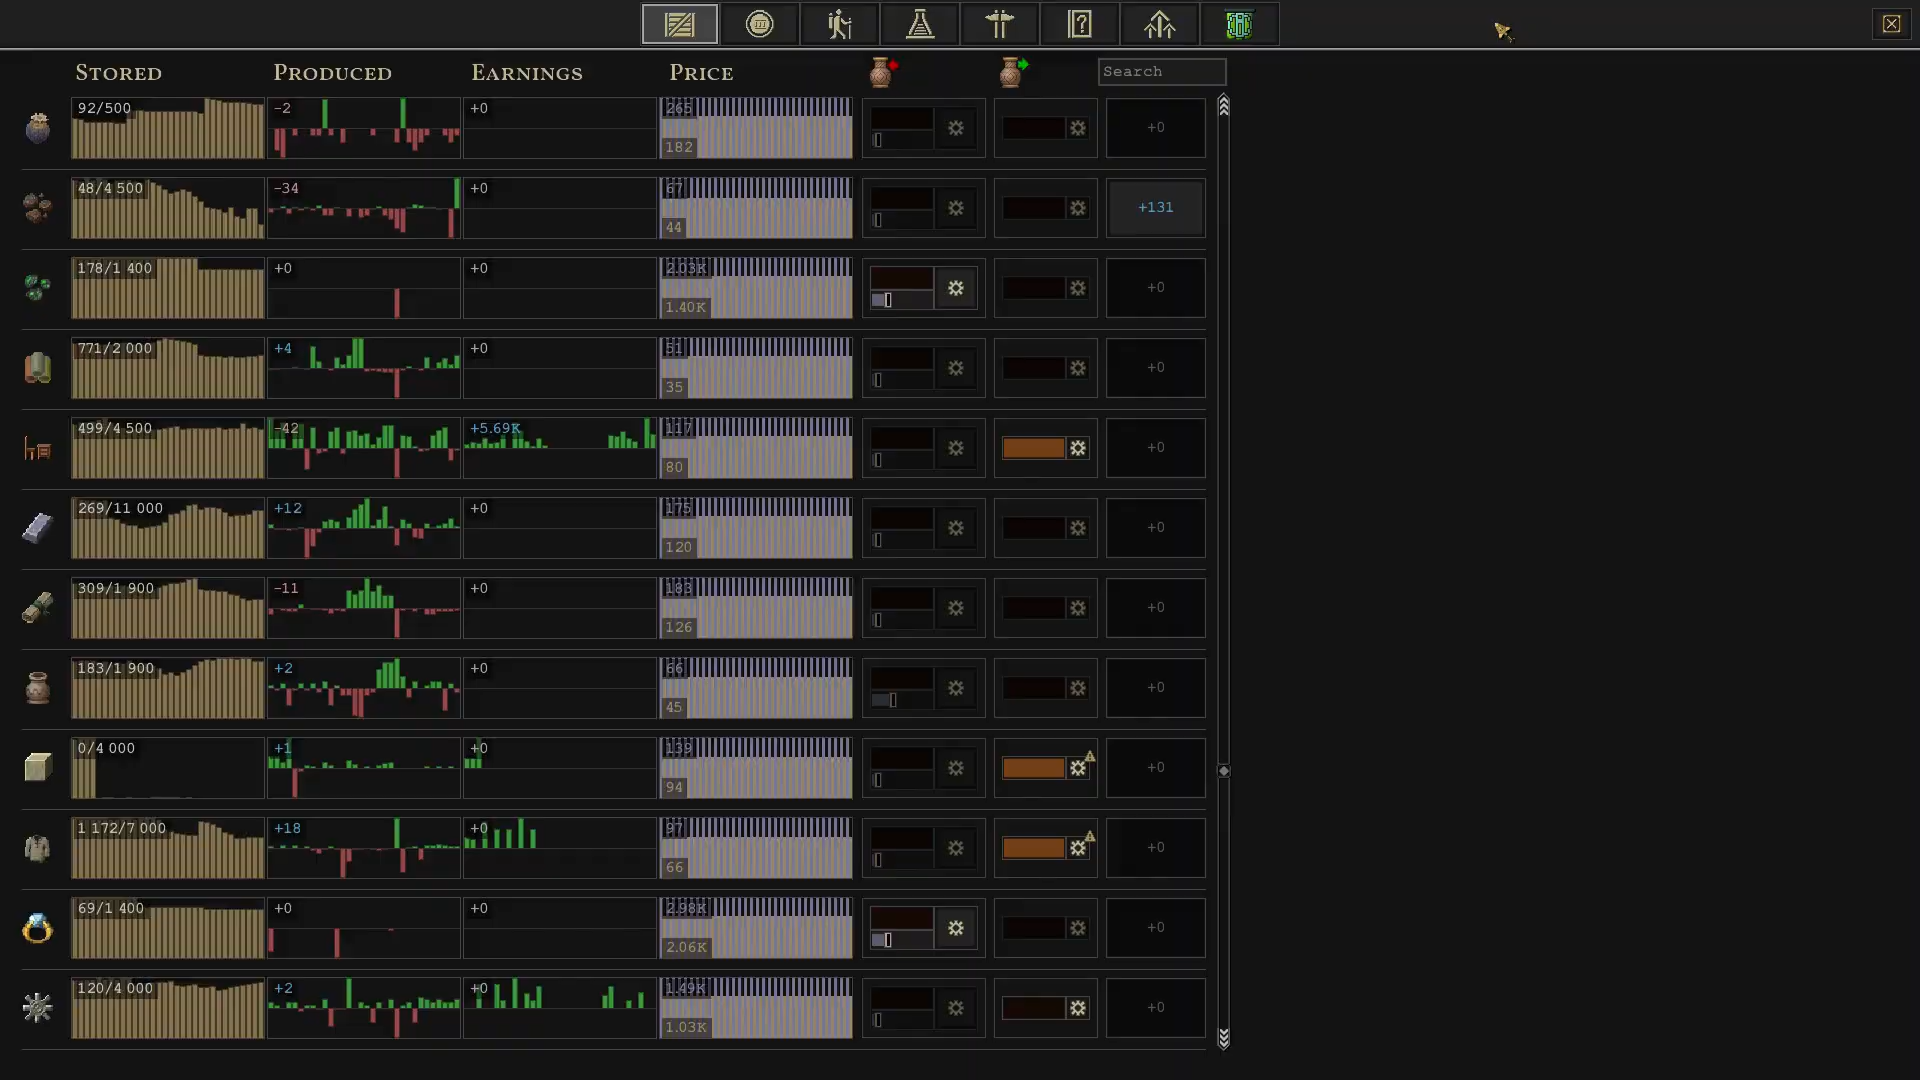 STORED PRODUCED EARNINGS PRICE Search
92/500 -2 +0 265 182 +0
48/4 500 -34 +0 67 44 +131
178/1 400 +0 +0 2.03K 1.40K +0
771/2 000 +4 +0 51 35 +0
499/4 500 -42 +5.69K 117 80 +0
269/11 000 +12 +0 175 120 +0
309/1 900 -11 +0 183 126 +0
183/1 900 +2 +0 66 45 +0
0/4 000 +1 +0 139 94 +0
1 172/7 000 +18 +0 97 66 +0
69/1 400 +0 +0 2.98K 2.06K +0
120/4 000 +2 +0 1.49K 1.03K +0